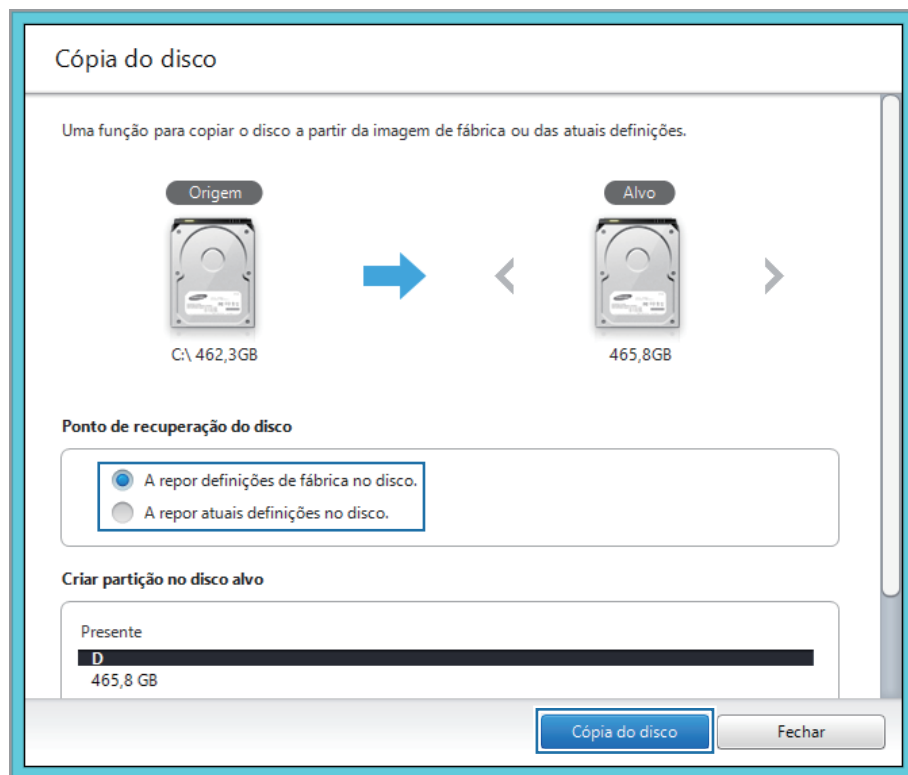 Cópia do disco
Uma função para copiar o disco a partir da imagem de fábrica ou das atuais definições.
Origem
Alvo
C:\ 462,3GB
465,8GB
Ponto de recuperação do disco
A repor definições de fábrica no disco.
A repor atuais definições no disco.
Criar partição no disco alvo
Presente
D
465,8 GB
Cópia do disco
Fechar